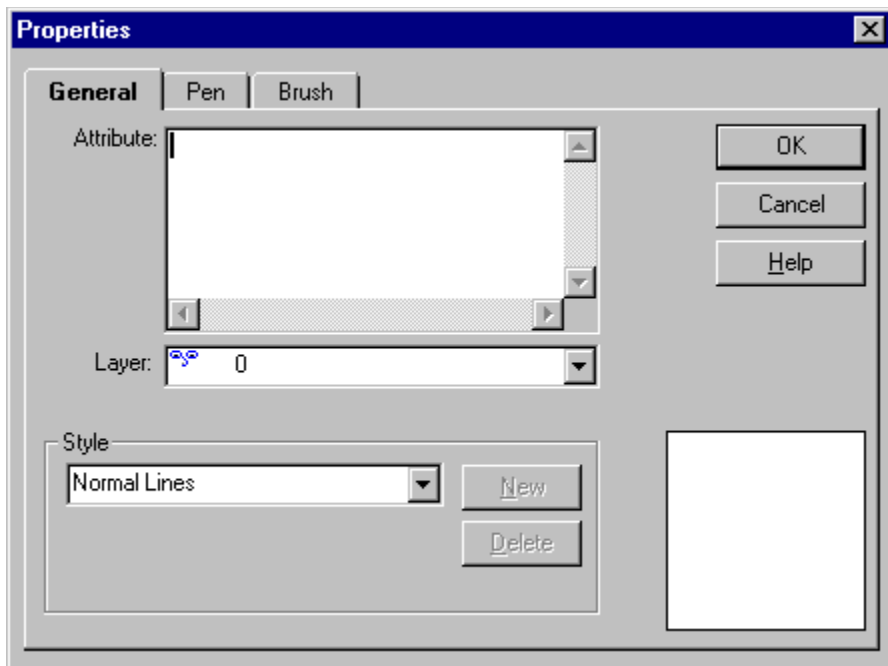 Properties
General Pen Brush
Attribute:
OK
Cancel
Help
Layer: 0
Style
Normal Lines
New
Delete